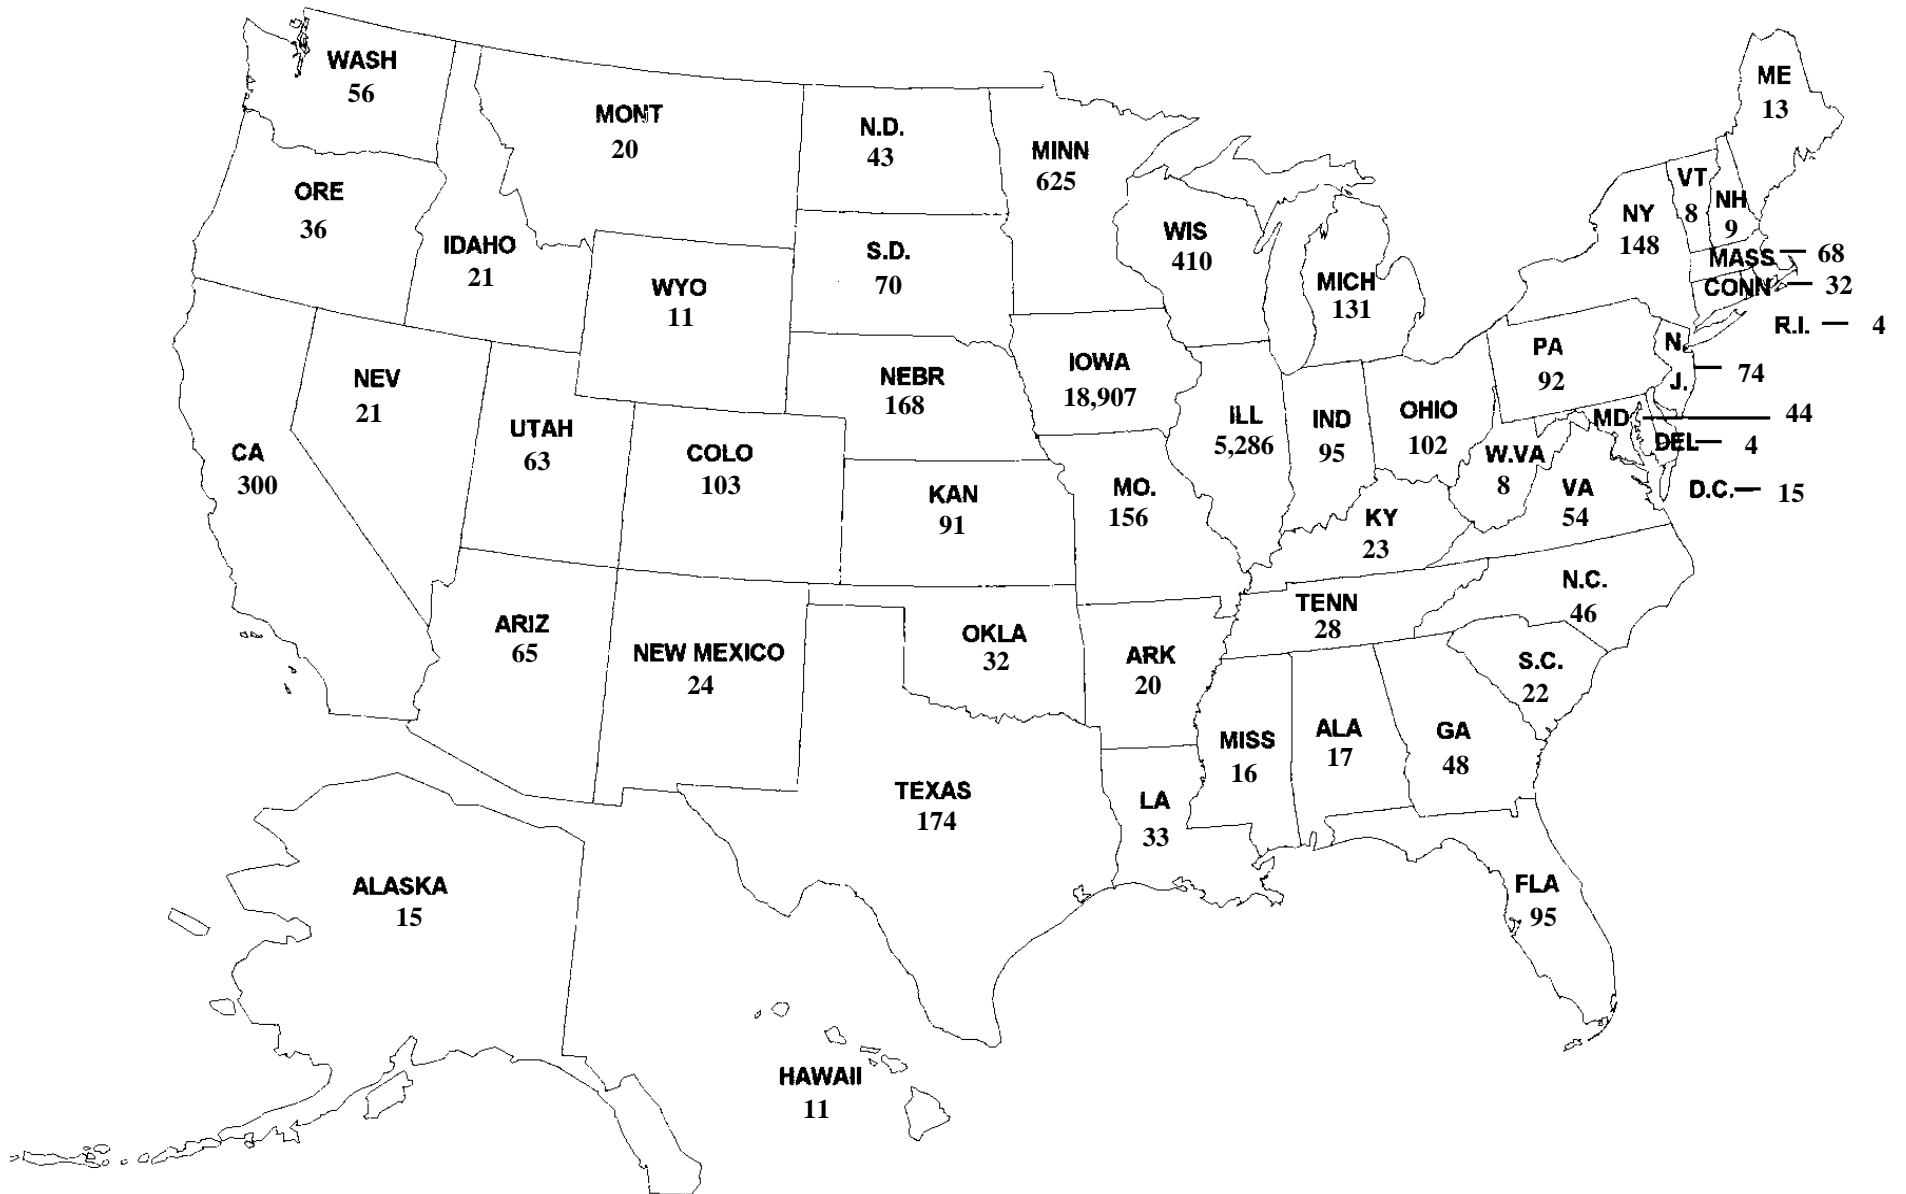 WASH
56
MONT
20
N.D.
43
MINN
625
ME
13
ORE
36
IDAHO
21
WYO
11
S.D.
70
WIS
410
MICH
131
NY
148
VT
8
NH
9
MASS — 68
CONN — 32
R.I. — 4
NEV
21
UTAH
63
CA
300
COLO
103
NEBR
168
KAN
91
IOWA
18,907
MO.
156
ILL
5,286
IND
95
OHIO
102
PA
92
N.
J.
74
MD 44
DEL — 4
D.C. — 15
W.VA
8
VA
54
KY
23
ARIZ
65
NEW MEXICO
24
OKLA
32
ARK
20
TENN
28
N.C.
46
S.C.
22
TEXAS
174
LA
33
MISS
16
ALA
17
GA
48
FLA
95
ALASKA
15
HAWAII
11